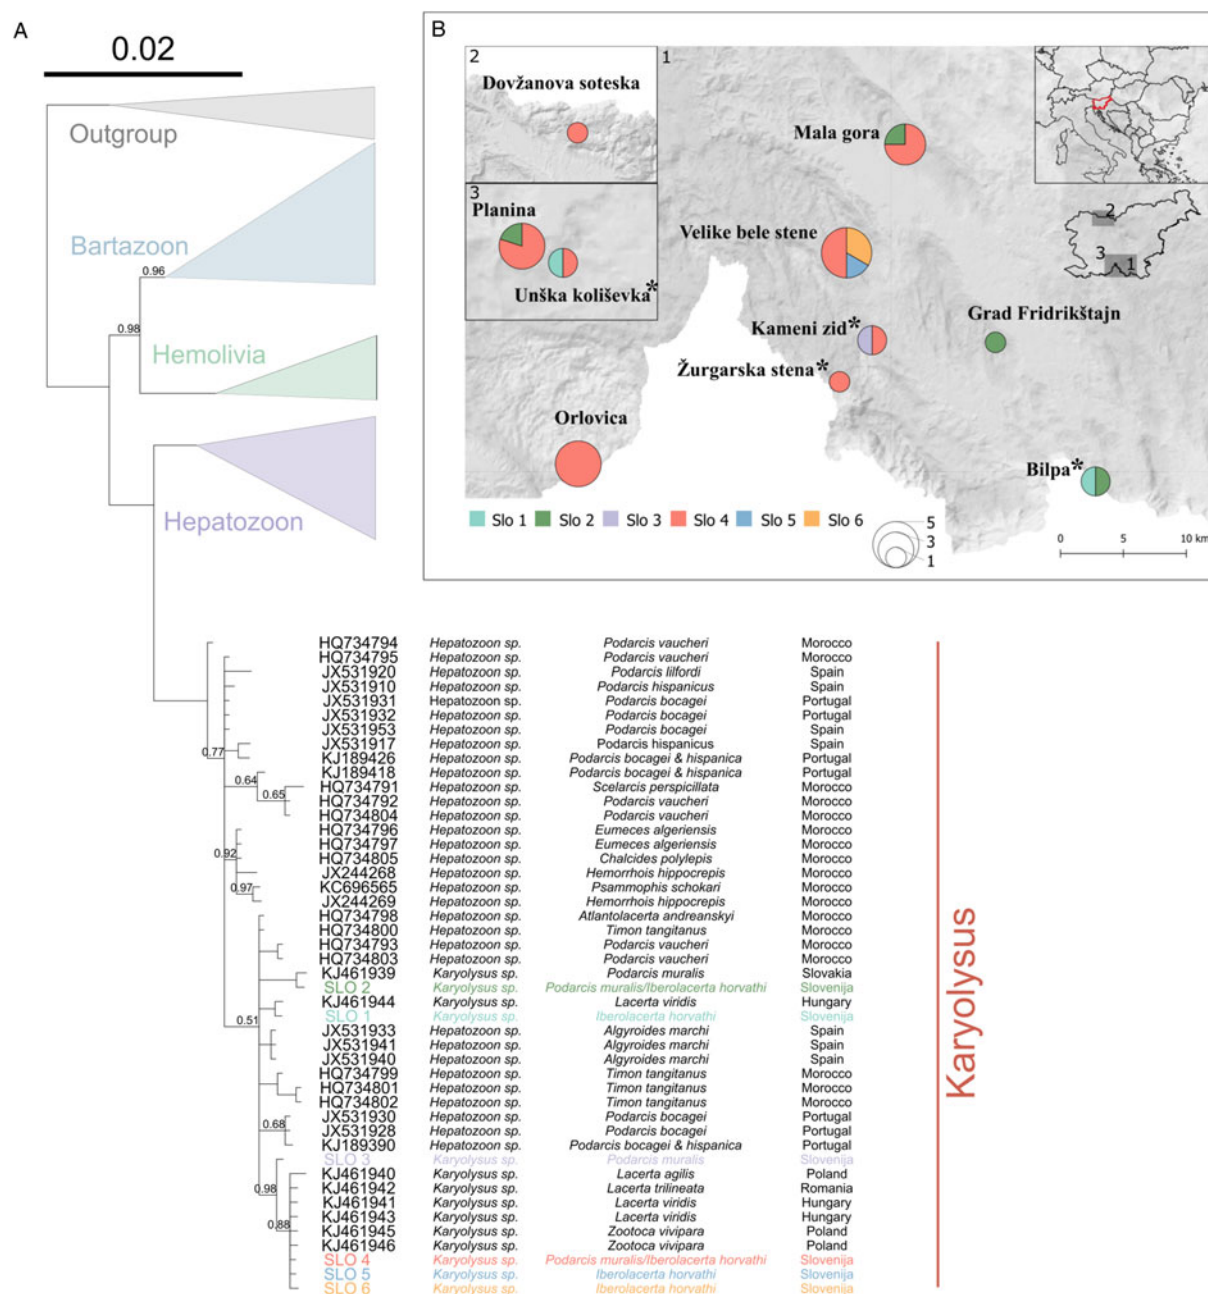 A
0.02
Outgroup
Bartazoon
0.96
0.98
Hemolivia
Hepatozoon
B
2
Dovžanova soteska
3
Planina
Unška koliševka*
1
Mala gora
Velike bele stene
Kameni zid*
Grad Fridrikštajn
Žurgarska stena*
Orlovica
Bilpa*
2
3
1
Slo 1 Slo 2 Slo 3 Slo 4 Slo 5 Slo 6
5
3
1
0 5 10 km
HQ734794 Hepatozoon sp. Podarcis vaucheri Morocco
HQ734795 Hepatozoon sp. Podarcis vaucheri Morocco
JX531920 Hepatozoon sp. Podarcis lilfordi Spain
JX531910 Hepatozoon sp. Podarcis hispanicus Spain
JX531931 Hepatozoon sp. Podarcis bocagei Portugal
JX531932 Hepatozoon sp. Podarcis bocagei Portugal
JX531953 Hepatozoon sp. Podarcis bocagei Spain
JX531917 Hepatozoon sp. Podarcis hispanicus Spain
0.77
KJ189426 Hepatozoon sp. Podarcis bocagei & hispanica Portugal
KJ189418 Hepatozoon sp. Podarcis bocagei & hispanica Portugal
0.64
HQ734791 Hepatozoon sp. Scelarcis perspicillata Morocco
0.65
HQ734792 Hepatozoon sp. Podarcis vaucheri Morocco
HQ734804 Hepatozoon sp. Podarcis vaucheri Morocco
HQ734796 Hepatozoon sp. Eumeces algeriensis Morocco
HQ734797 Hepatozoon sp. Eumeces algeriensis Morocco
0.92
HQ734805 Hepatozoon sp. Chalcides polylepis Morocco
JX244268 Hepatozoon sp. Hemorrhois hippocrepis Morocco
0.97
KC696565 Hepatozoon sp. Psammophis schokari Morocco
JX244269 Hepatozoon sp. Hemorrhois hippocrepis Morocco
HQ734798 Hepatozoon sp. Atlantolacerta andreanskyi Morocco
HQ734800 Hepatozoon sp. Timon tangitanus Morocco
HQ734793 Hepatozoon sp. Podarcis vaucheri Morocco
HQ734803 Hepatozoon sp. Podarcis vaucheri Morocco
KJ461939 Karyolysus sp. Podarcis muralis Slovakia
SLO 2 Karyolysus sp. Podarcis muralis/Iberolacerta horvathi Slovenija
KJ461944 Karyolysus sp. Lacerta viridis Hungary
SLO 1 Karyolysus sp. Iberolacerta horvathi Slovenija
0.51
JX531933 Hepatozoon sp. Algyroides marchi Spain
JX531941 Hepatozoon sp. Algyroides marchi Spain
JX531940 Hepatozoon sp. Algyroides marchi Spain
HQ734799 Hepatozoon sp. Timon tangitanus Morocco
HQ734801 Hepatozoon sp. Timon tangitanus Morocco
HQ734802 Hepatozoon sp. Timon tangitanus Morocco
JX531930 Hepatozoon sp. Podarcis bocagei Portugal
0.68
JX531928 Hepatozoon sp. Podarcis bocagei Portugal
KJ189390 Hepatozoon sp. Podarcis bocagei & hispanica Portugal
SLO 3 Karyolysus sp. Podarcis muralis Slovenija
KJ461940 Karyolysus sp. Lacerta agilis Poland
0.98
KJ461942 Karyolysus sp. Lacerta trilineata Romania
KJ461941 Karyolysus sp. Lacerta viridis Hungary
KJ461943 Karyolysus sp. Lacerta viridis Hungary
0.88
KJ461945 Karyolysus sp. Zootoca vivipara Poland
KJ461946 Karyolysus sp. Zootoca vivipara Poland
SLO 4 Karyolysus sp. Podarcis muralis/Iberolacerta horvathi Slovenija
SLO 5 Karyolysus sp. Iberolacerta horvathi Slovenija
SLO 6 Karyolysus sp. Iberolacerta horvathi Slovenija
Karyolysus